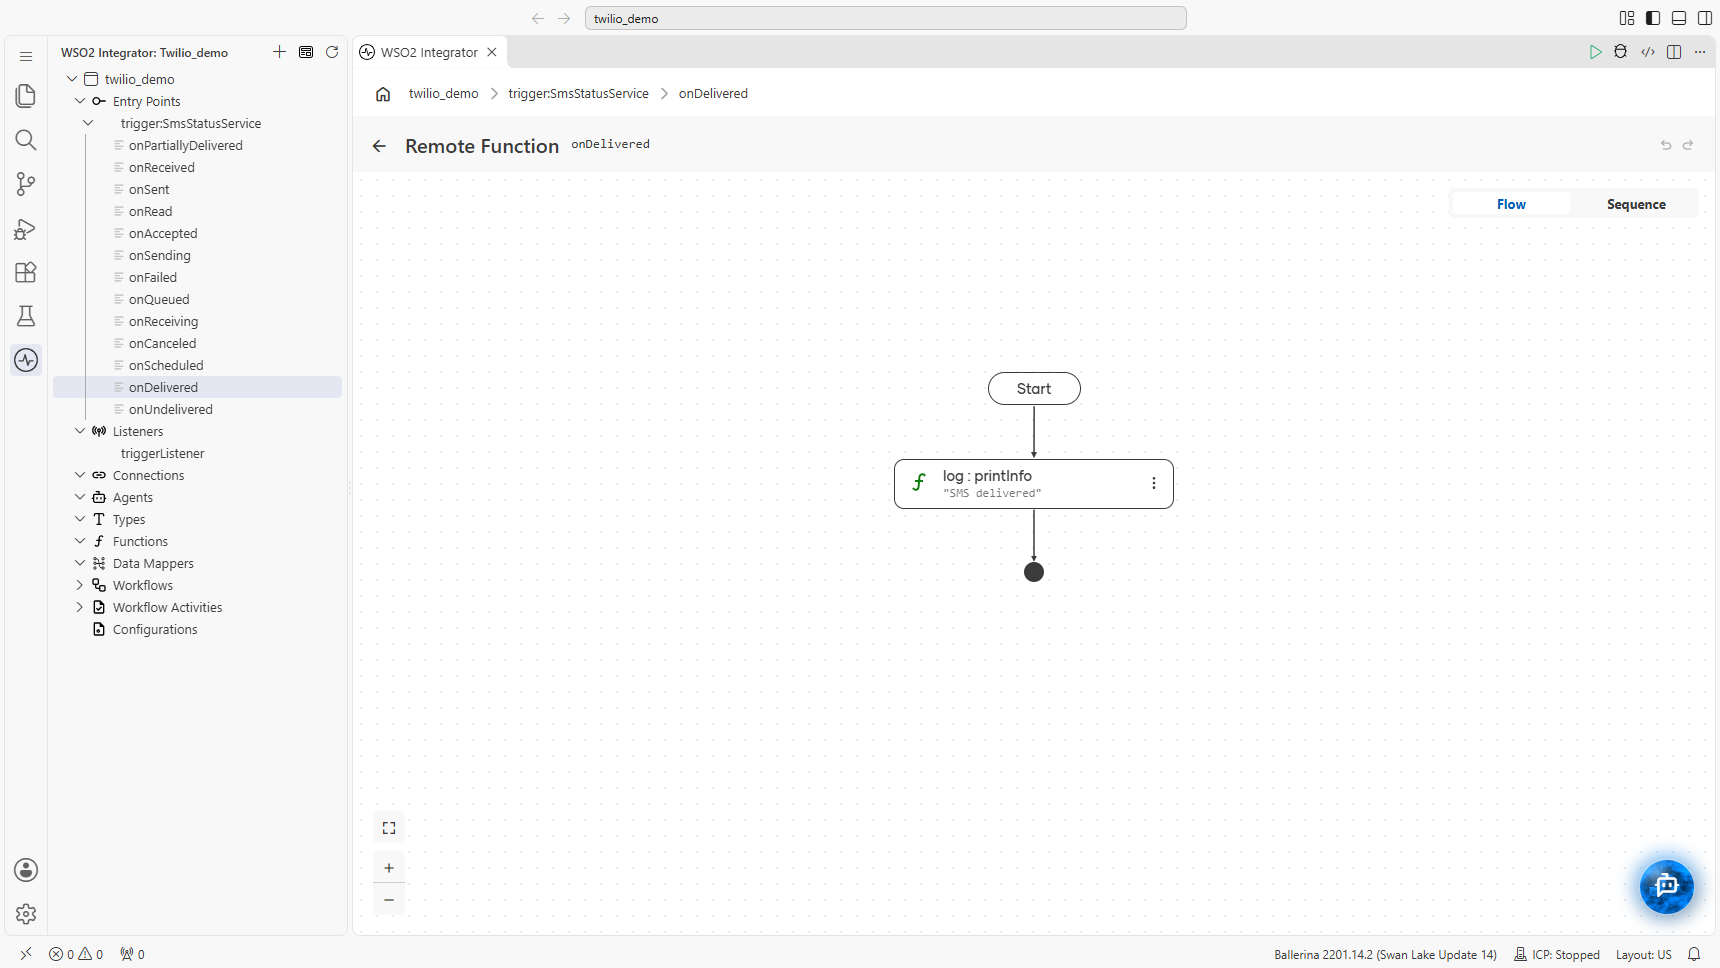 twilio_demo
WSO2 Integrator: Twilio_demo
twilio_demo
Entry Points
trigger:SmsStatusService
onPartiallyDelivered
onReceived
onSent
onRead
onAccepted
onSending
onFailed
onQueued
onReceiving
onCanceled
onScheduled
onDelivered
onUndelivered
Listeners
triggerListener
Connections
Agents
Types
Functions
Data Mappers
Workflows
Workflow Activities
Configurations
WSO2 Integrator
twilio_demo > trigger:SmsStatusService > onDelivered
Remote Function onDelivered
Flow Sequence
Start
log : printInfo
"SMS delivered"
0 0 0
Ballerina 2201.14.2 (Swan Lake Update 14) ICP: Stopped Layout: US